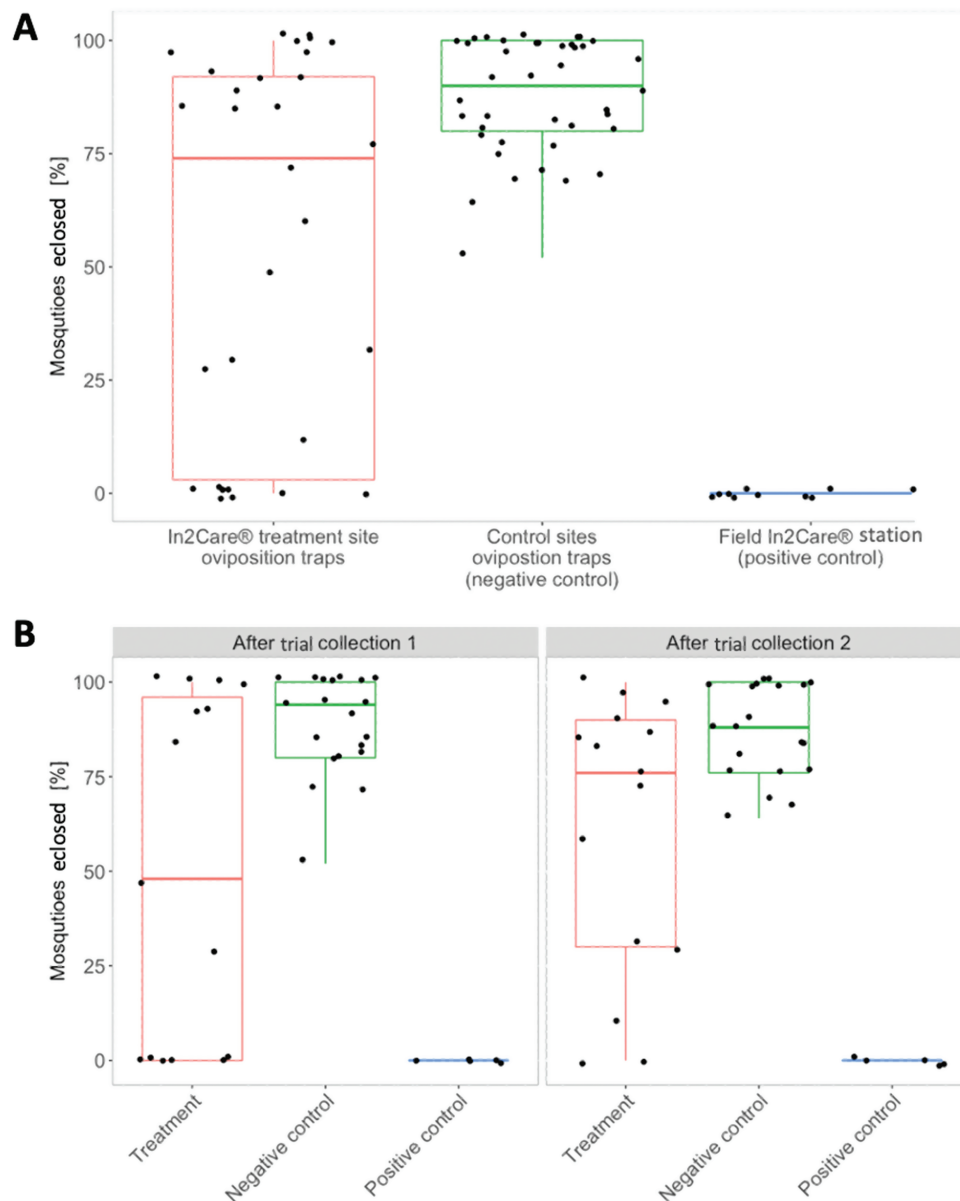 A
100
75
50
25
0
Mosqutioes eclosed [%]
In2Care® treatment site
oviposition traps
Control sites
ovipostion traps
(negative control)
Field In2Care® station
(positive control)
B
After trial collection 1
After trial collection 2
100
75
50
25
0
Mosqutioes eclosed [%]
Treatment
Negative control
Positive control
Treatment
Negative control
Positive control